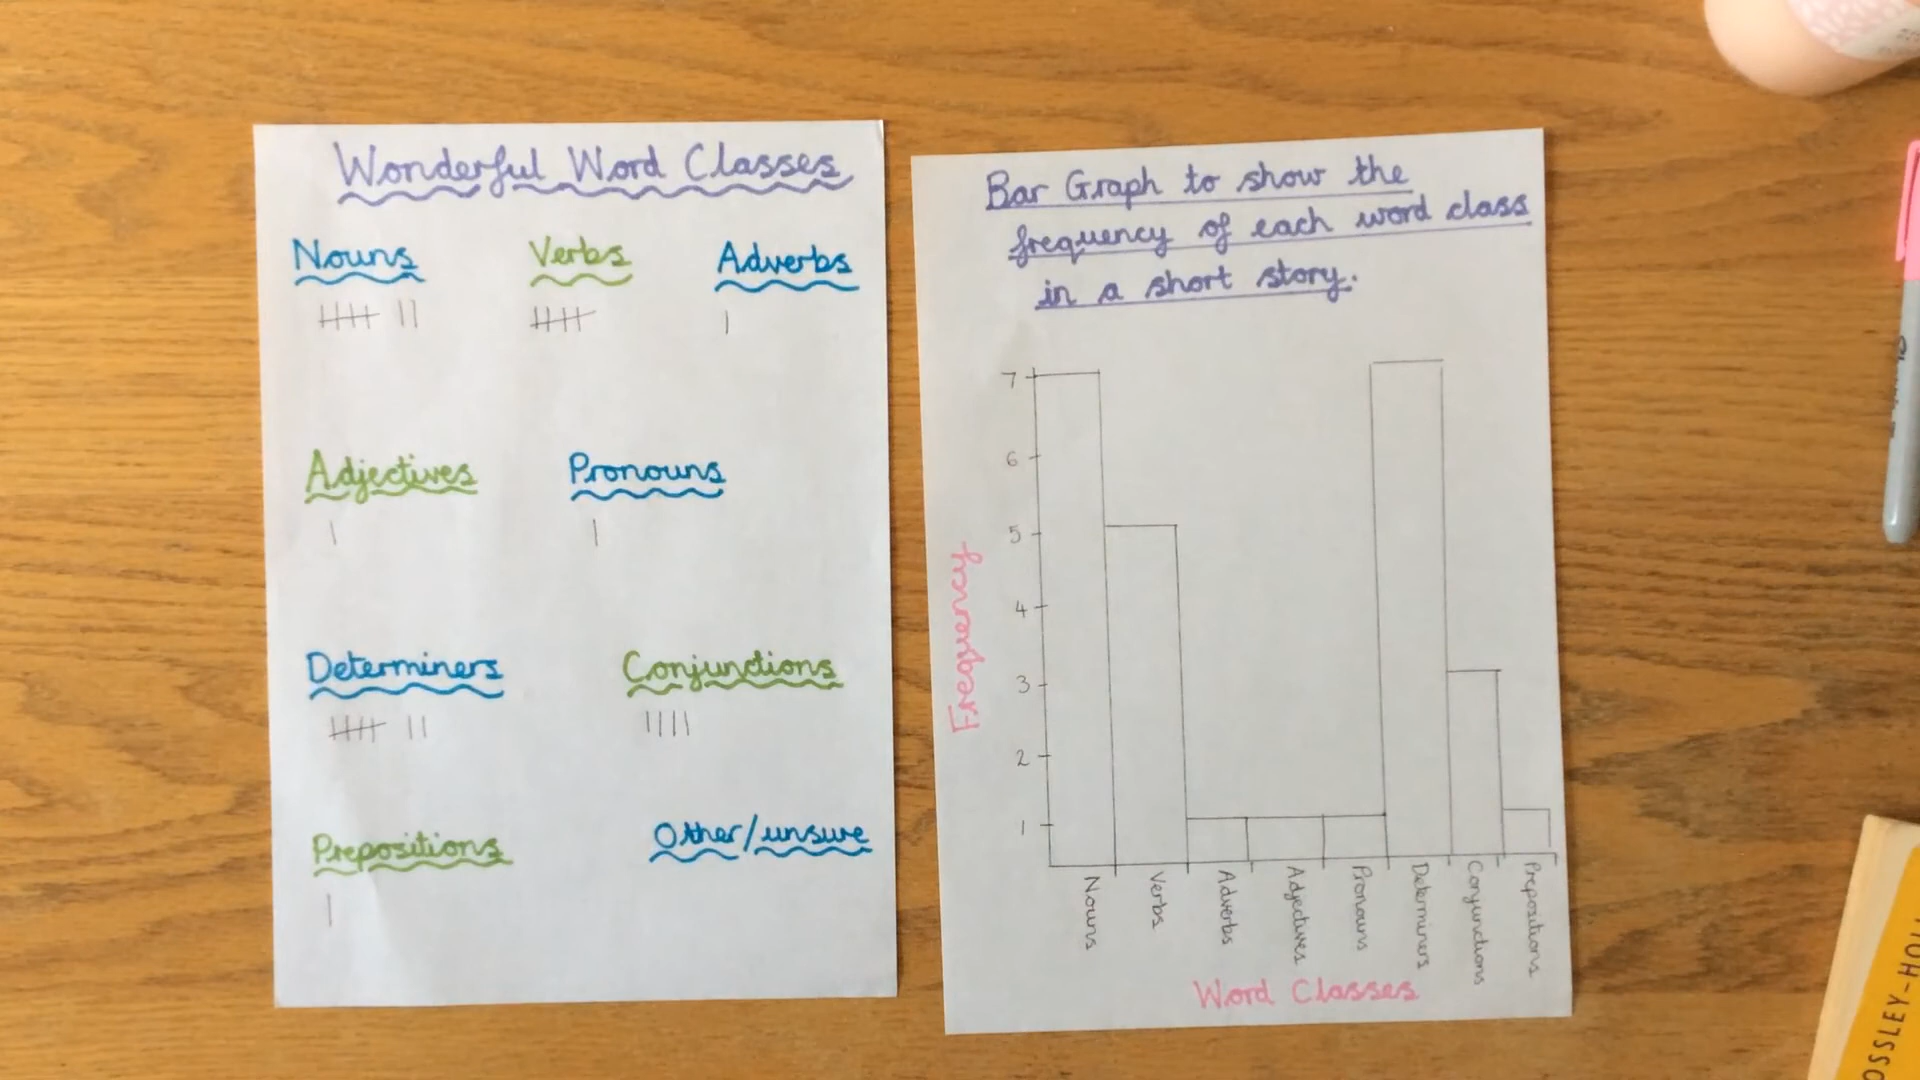 Wonderful Word Classes
Nouns Verbs Adverbs
Adjectives Pronouns
Determiners Conjunctions
Prepositions Other/unsure
Bar Graph to show the
frequency of each word class
in a short story.
7
6
5
4
3
2
1
Frequency
Nouns
Verbs
Adverbs
Adjectives
Pronouns
Determiners
Conjunctions
Prepositions
Word Classes